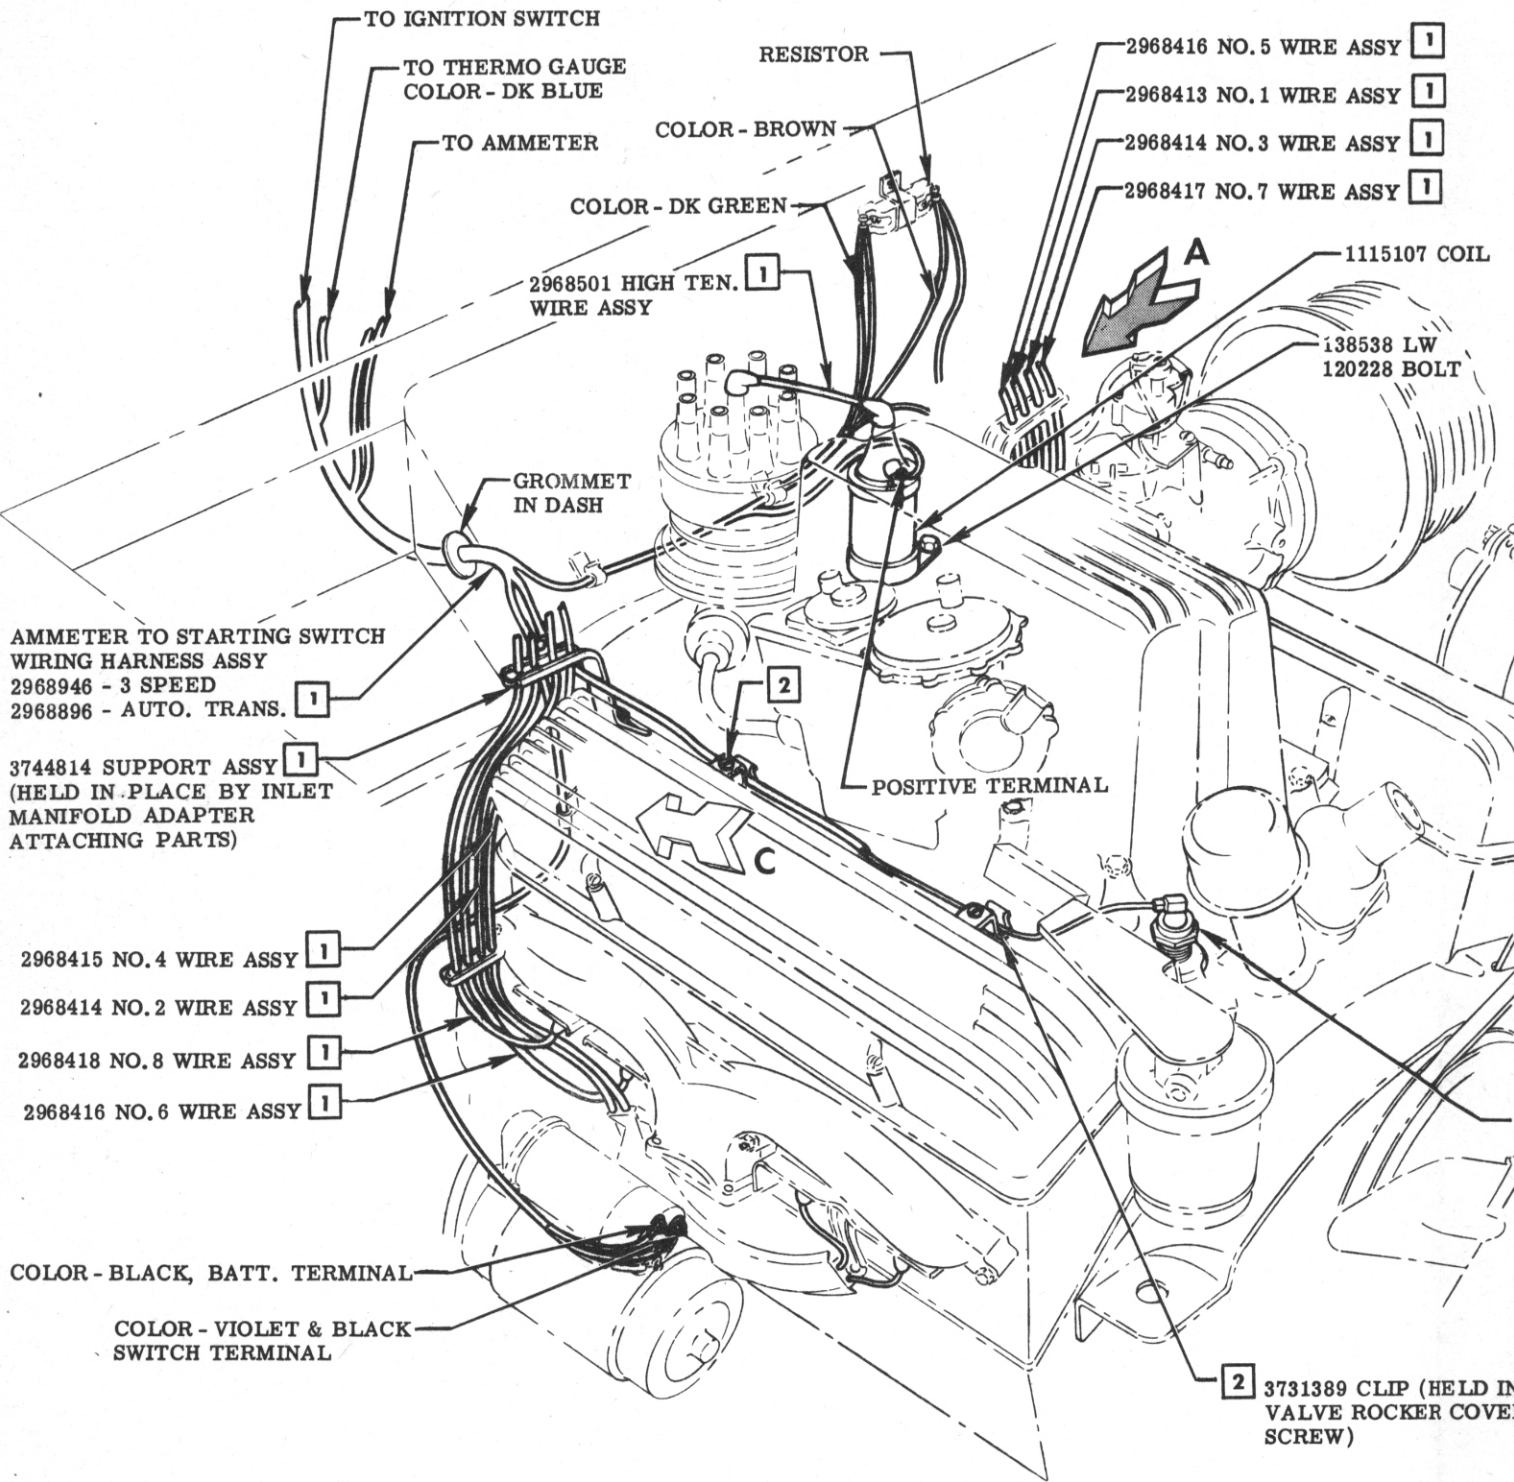 TO IGNITION SWITCH
TO THERMO GAUGE
COLOR - DK BLUE
TO AMMETER
RESISTOR
COLOR - BROWN
COLOR - DK GREEN
2968501 HIGH TEN. 1
WIRE ASSY
2968416 NO. 5 WIRE ASSY 1
2968413 NO. 1 WIRE ASSY 1
2968414 NO. 3 WIRE ASSY 1
2968417 NO. 7 WIRE ASSY 1
A
1115107 COIL
138538 LW
120228 BOLT
GROMMET
IN DASH
AMMETER TO STARTING SWITCH
WIRING HARNESS ASSY
2968946 - 3 SPEED
2968896 - AUTO. TRANS. 1
3744814 SUPPORT ASSY 1
(HELD IN PLACE BY INLET
MANIFOLD ADAPTER
ATTACHING PARTS)
2
POSITIVE TERMINAL
C
2968415 NO. 4 WIRE ASSY 1
2968414 NO. 2 WIRE ASSY 1
2968418 NO. 8 WIRE ASSY 1
2968416 NO. 6 WIRE ASSY 1
COLOR - BLACK, BATT. TERMINAL
COLOR - VIOLET & BLACK
SWITCH TERMINAL
2 3731389 CLIP (HELD IN
VALVE ROCKER COVER
SCREW)